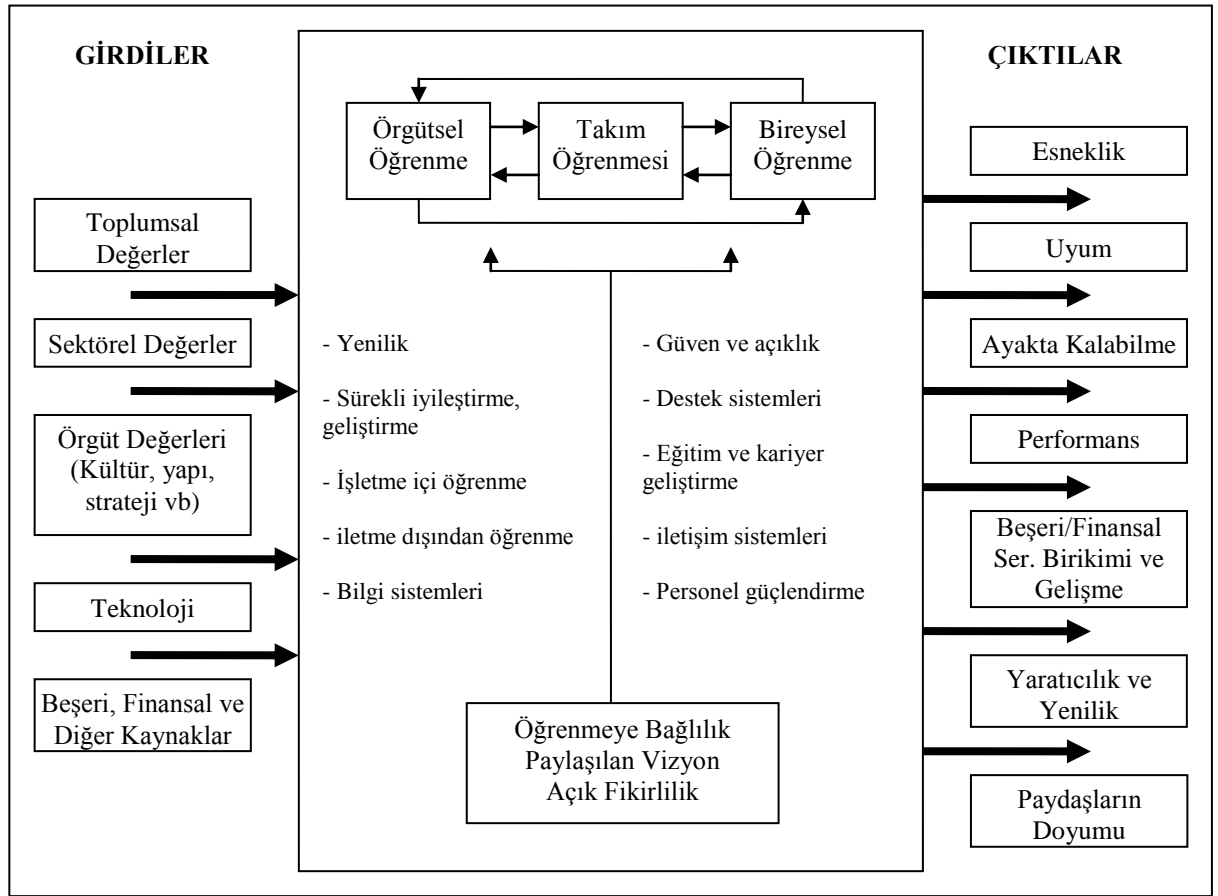 GİRDİLER
Toplumsal
Değerler
Sektörel Değerler
Örgüt Değerleri
(Kültür, yapı,
strateji vb)
Teknoloji
Beşeri, Finansal ve
Diğer Kaynaklar
Örgütsel
Öğrenme
Takım
Öğrenmesi
Bireysel
Öğrenme
- Yenilik
- Sürekli iyileştirme,
geliştirme
- İşletme içi öğrenme
- iletme dışından öğrenme
- Bilgi sistemleri
- Güven ve açıklık
- Destek sistemleri
- Eğitim ve kariyer
geliştirme
- iletişim sistemleri
- Personel güçlendirme
Öğrenmeye Bağlılık
Paylaşılan Vizyon
Açık Fikirlilik
ÇIKTILAR
Esneklik
Uyum
Ayakta Kalabilme
Performans
Beşeri/Finansal
Ser. Birikimi ve
Gelişme
Yaratıcılık ve
Yenilik
Paydaşların
Doyumu